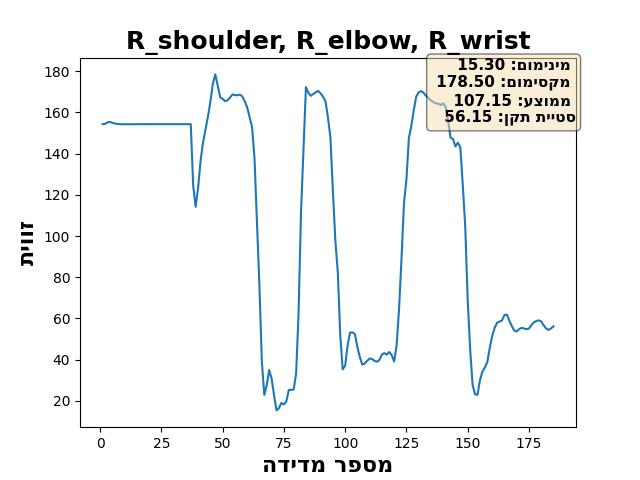 R_shoulder, R_elbow, R_wrist
מינימום: 15.30
מקסימום: 178.50
ממוצע: 107.15
סטיית תקן: 56.15
180
160
140
120
100
80
60
40
20
זווית
0 25 50 75 100 125 150 175
מספר מדידה